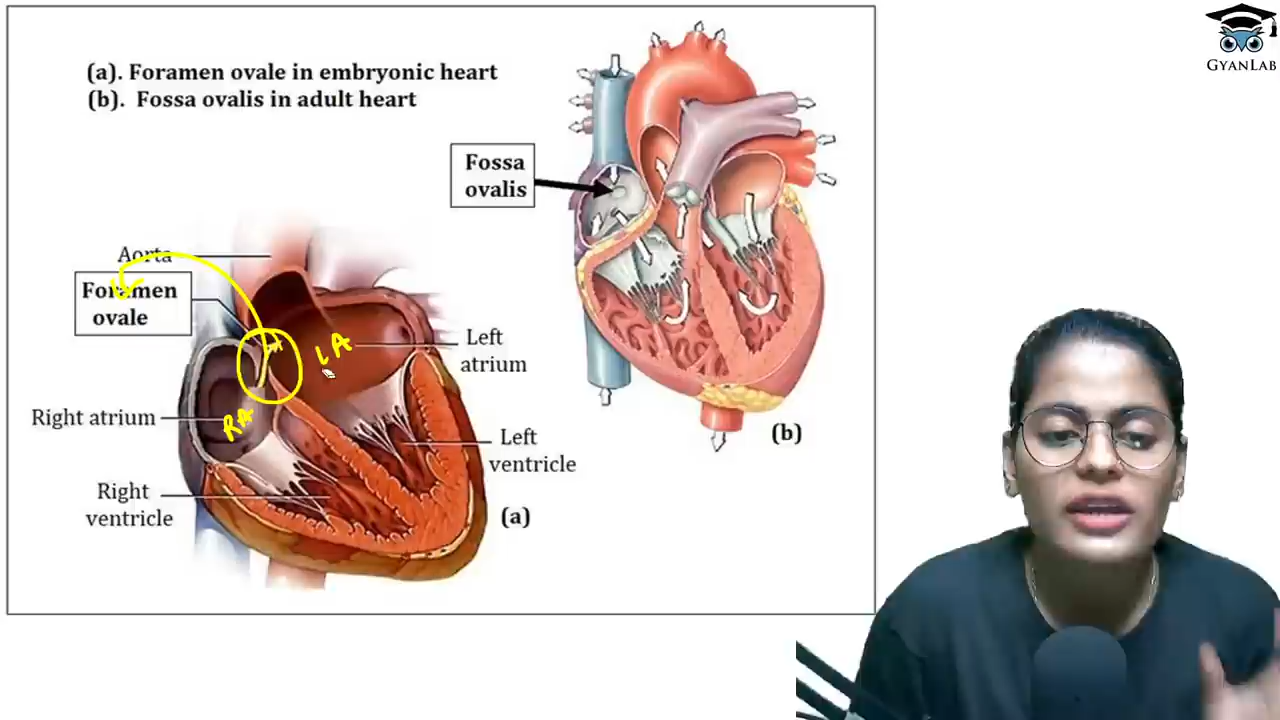 GYANLAB
(a). Foramen ovale in embryonic heart
(b). Fossa ovalis in adult heart
Fossa
ovalis
Aorta
Foramen
ovale
LA
Left
atrium
Right atrium
RA
Left
ventricle
Right
ventricle
(a)
(b)